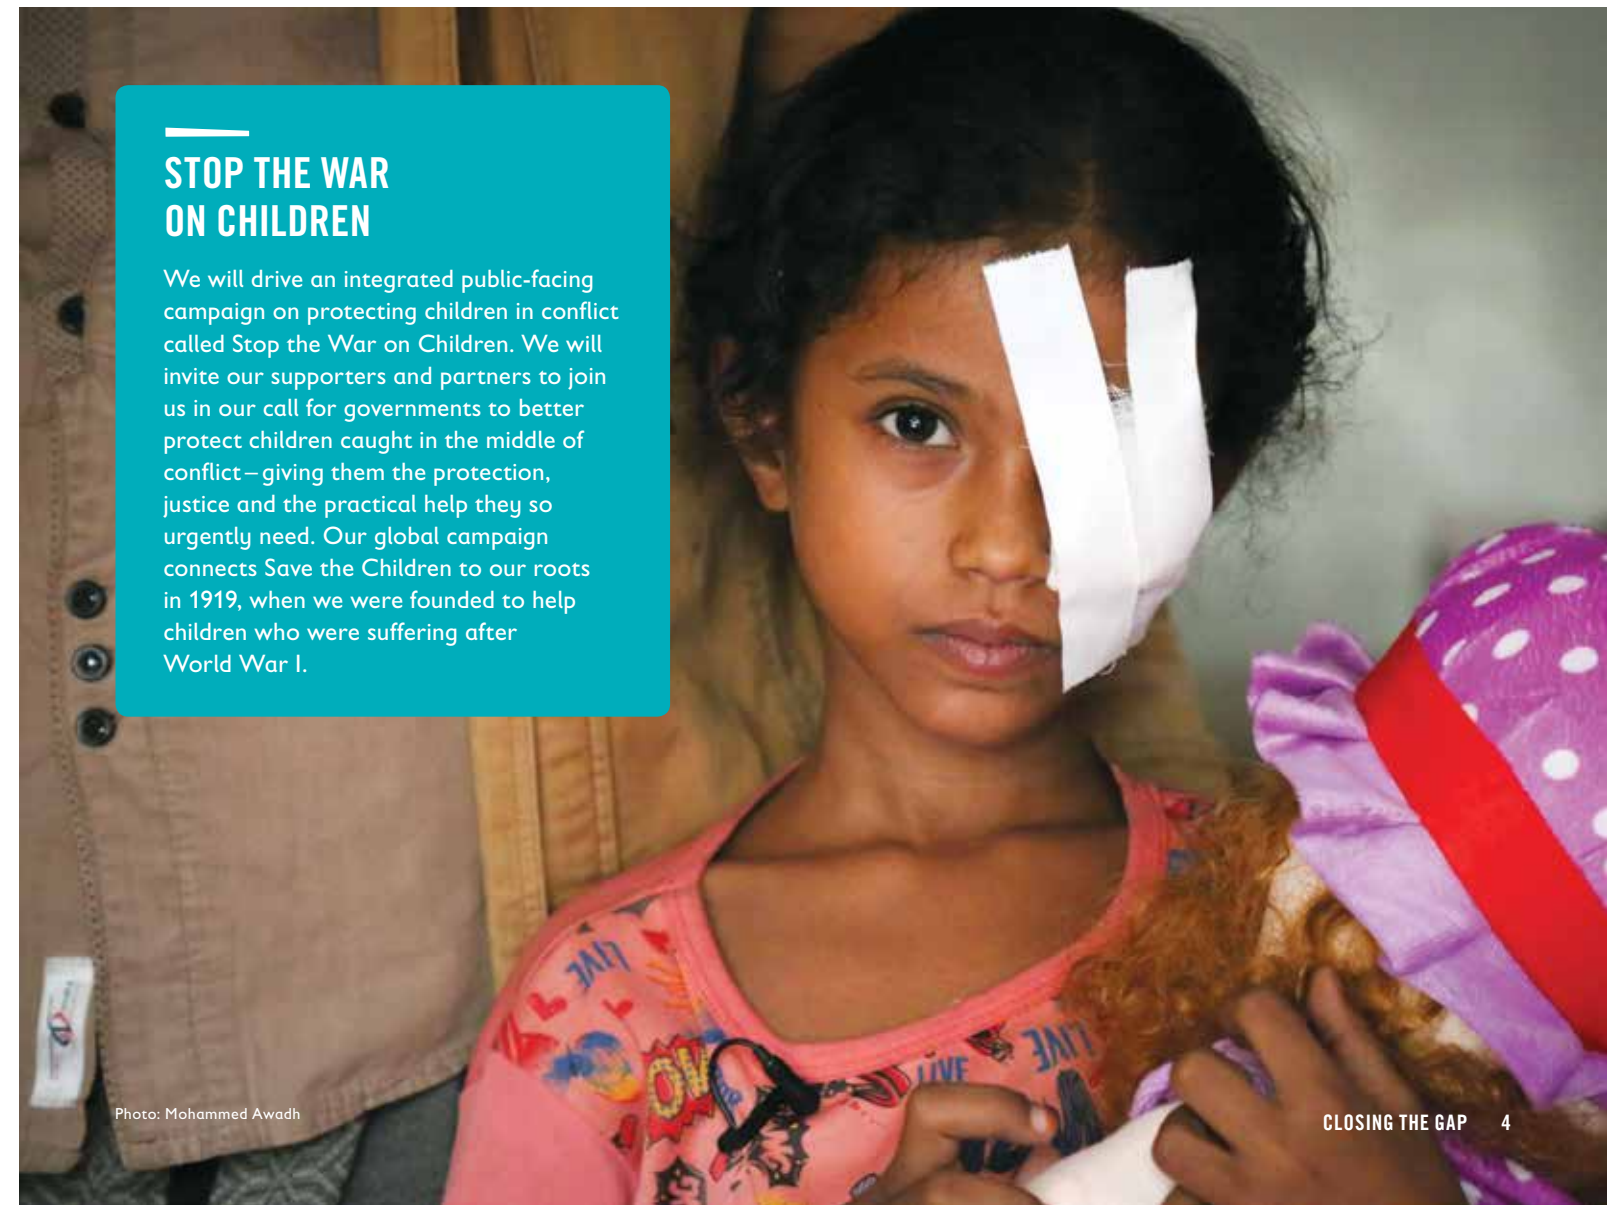 STOP THE WAR
ON CHILDREN
We will drive an integrated public-facing
campaign on protecting children in conflict
called Stop the War on Children. We will
invite our supporters and partners to join
us in our call for governments to better
protect children caught in the middle of
conflict – giving them the protection,
justice and the practical help they so
urgently need. Our global campaign
connects Save the Children to our roots
in 1919, when we were founded to help
children who were suffering after
World War I.
LIVE
LIVE
LIVE
LIVE
Photo: Mohammed Awadh
CLOSING THE GAP 4